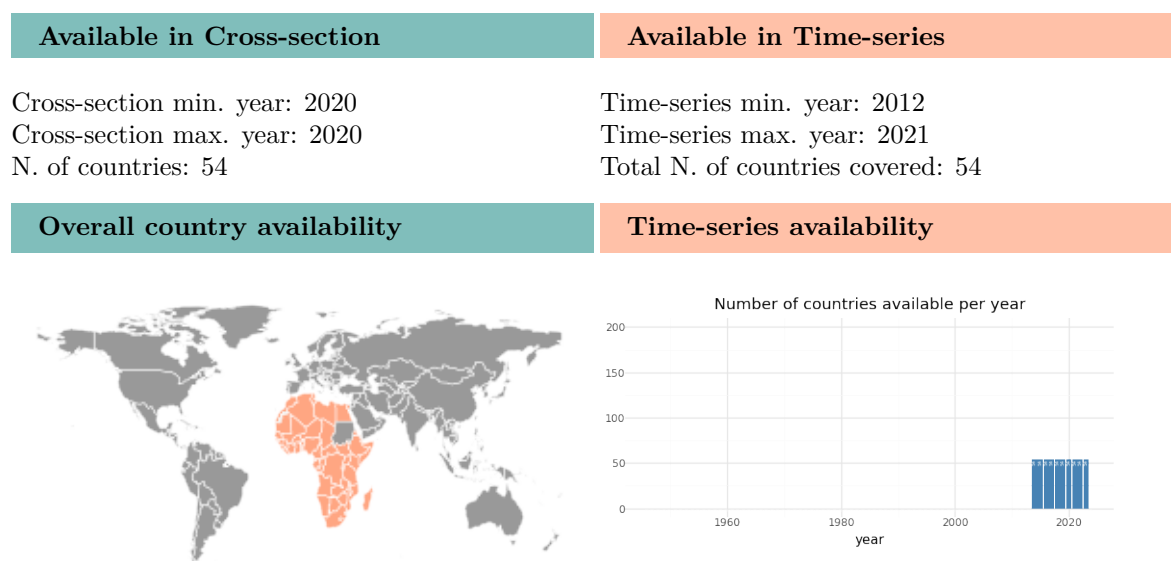 Available in Cross-section
Available in Time-series
Cross-section min. year: 2020
Cross-section max. year: 2020
N. of countries: 54
Time-series min. year: 2012
Time-series max. year: 2021
Total N. of countries covered: 54
Overall country availability
Time-series availability
Number of countries available per year
200
150
100
50
0
1960
1980
2000
2020
year